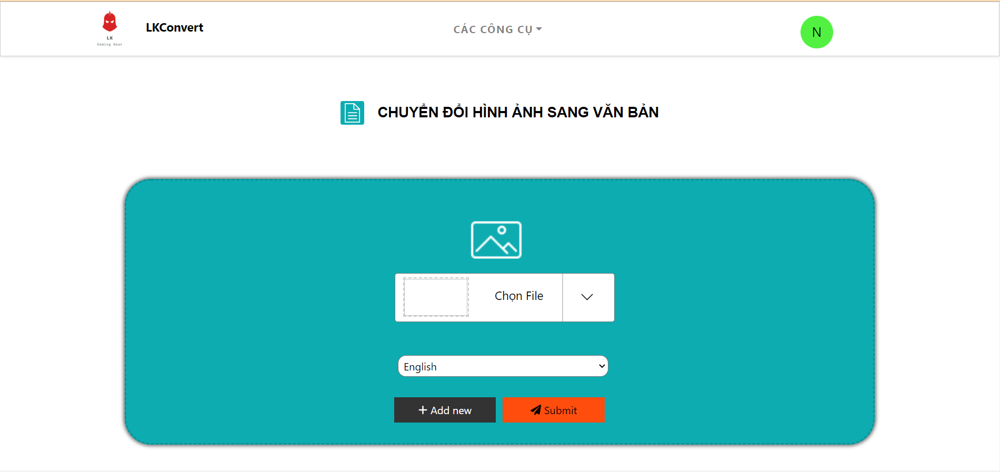 LK
Gaming Gear
LKConvert
CÁC CÔNG CỤ
N
CHUYỂN ĐỔI HÌNH ẢNH SANG VĂN BẢN
Chọn File
English
Add new
Submit